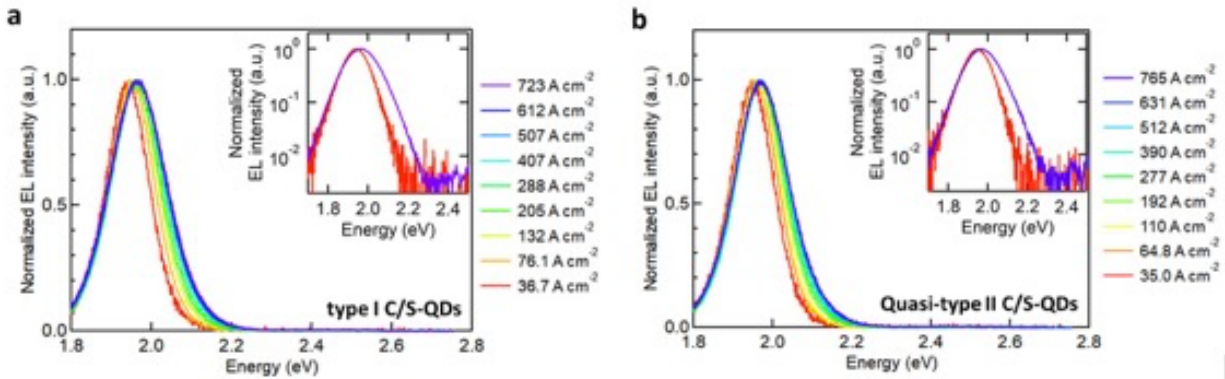 a
Normalized EL intensity (a.u.)
1.0
0.5
0.0
1.8
2.0
2.2
2.4
2.6
2.8
Energy (eV)
type I C/S-QDs
Normalized
EL intensity (a.u.)
10⁰
10⁻¹
10⁻²
1.8
2.0
2.2
2.4
Energy (eV)
723 A cm⁻²
612 A cm⁻²
507 A cm⁻²
407 A cm⁻²
288 A cm⁻²
205 A cm⁻²
132 A cm⁻²
76.1 A cm⁻²
36.7 A cm⁻²
b
Normalized EL intensity (a.u.)
1.0
0.5
0.0
1.8
2.0
2.2
2.4
2.6
2.8
Energy (eV)
Quasi-type II C/S-QDs
Normalized
EL intensity (a.u.)
10⁰
10⁻¹
10⁻²
1.8
2.0
2.2
2.4
Energy (eV)
765 A cm⁻²
631 A cm⁻²
512 A cm⁻²
390 A cm⁻²
277 A cm⁻²
192 A cm⁻²
110 A cm⁻²
64.8 A cm⁻²
35.0 A cm⁻²